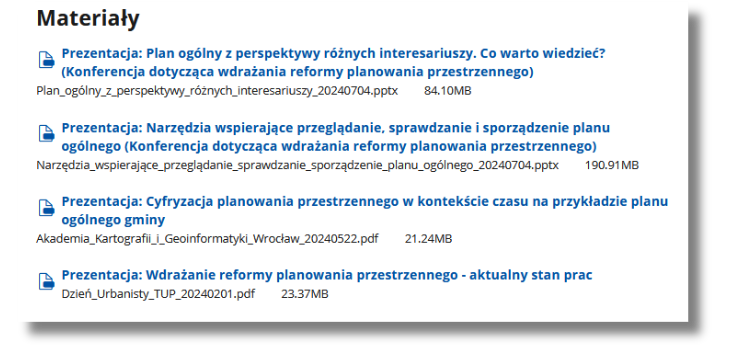 Materiały
Prezentacja: Plan ogólny z perspektywy różnych interesariuszy. Co warto wiedzieć?
(Konferencja dotycząca wdrażania reformy planowania przestrzennego)
Plan_ogólny_z_perspektywy_różnych_interesariuszy_20240704.pptx 84.10MB
Prezentacja: Narzędzia wspierające przeglądanie, sprawdzanie i sporządzenie planu
ogólnego (Konferencja dotycząca wdrażania reformy planowania przestrzennego)
Narzędzia_wspierające_przeglądanie_sprawdzanie_sporządzenie_planu_ogólnego_20240704.pptx 190.91MB
Prezentacja: Cyfryzacja planowania przestrzennego w kontekście czasu na przykładzie planu
ogólnego gminy
Akademia_Kartografii_i_Geoinformatyki_Wrocław_20240522.pdf 21.24MB
Prezentacja: Wdrażanie reformy planowania przestrzennego - aktualny stan prac
Dzień_Urbanisty_TUP_20240201.pdf 23.37MB